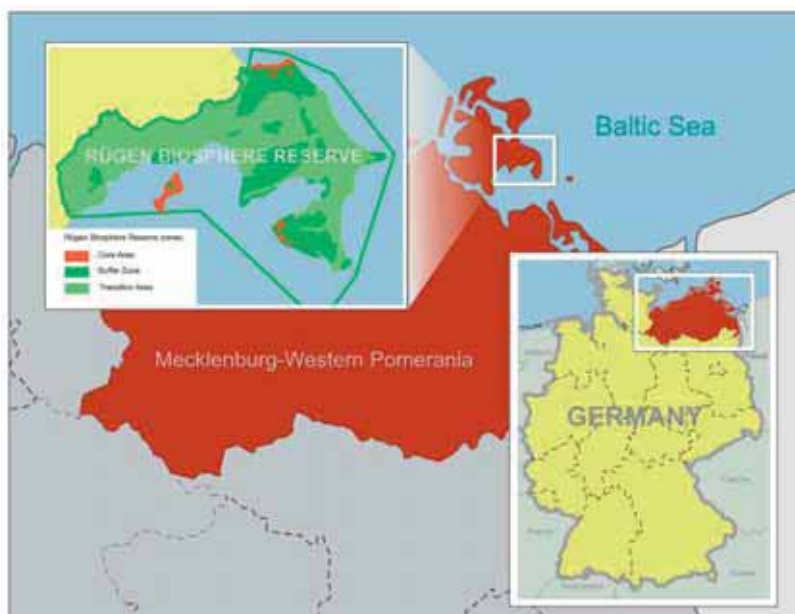 Baltic Sea
RÜGEN BIOSPHERE RESERVE
Rügen Biosphere Reserve zones:
Core Area
Buffer Zone
Transition Area
Mecklenburg-Western Pomerania
GERMANY